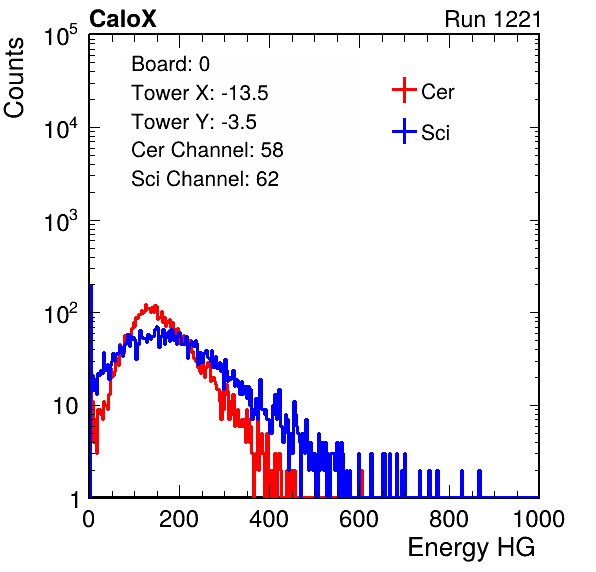 CaloX Run 1221
Counts
10^5
10^4
10^3
10^2
10
1
Board: 0
Tower X: -13.5
Tower Y: -3.5
Cer Channel: 58
Sci Channel: 62
Cer
Sci
0 200 400 600 800 1000
Energy HG